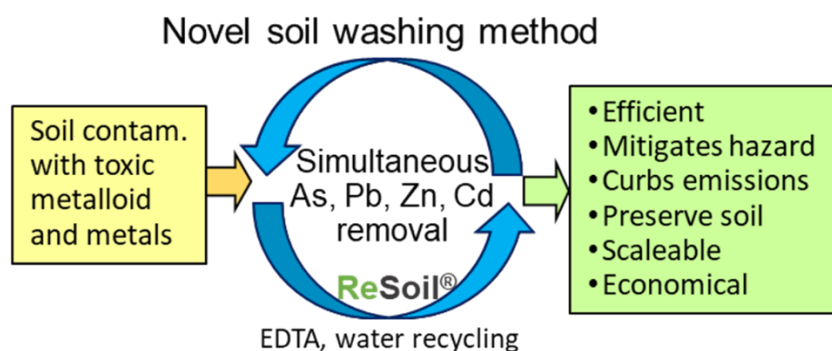 Novel soil washing method
Soil contam.
with toxic
metalloid
and metals
Simultaneous
As, Pb, Zn, Cd
removal
ReSoil®
EDTA, water recycling
•Efficient
•Mitigates hazard
•Curbs emissions
•Preserve soil
•Scaleable
•Economical